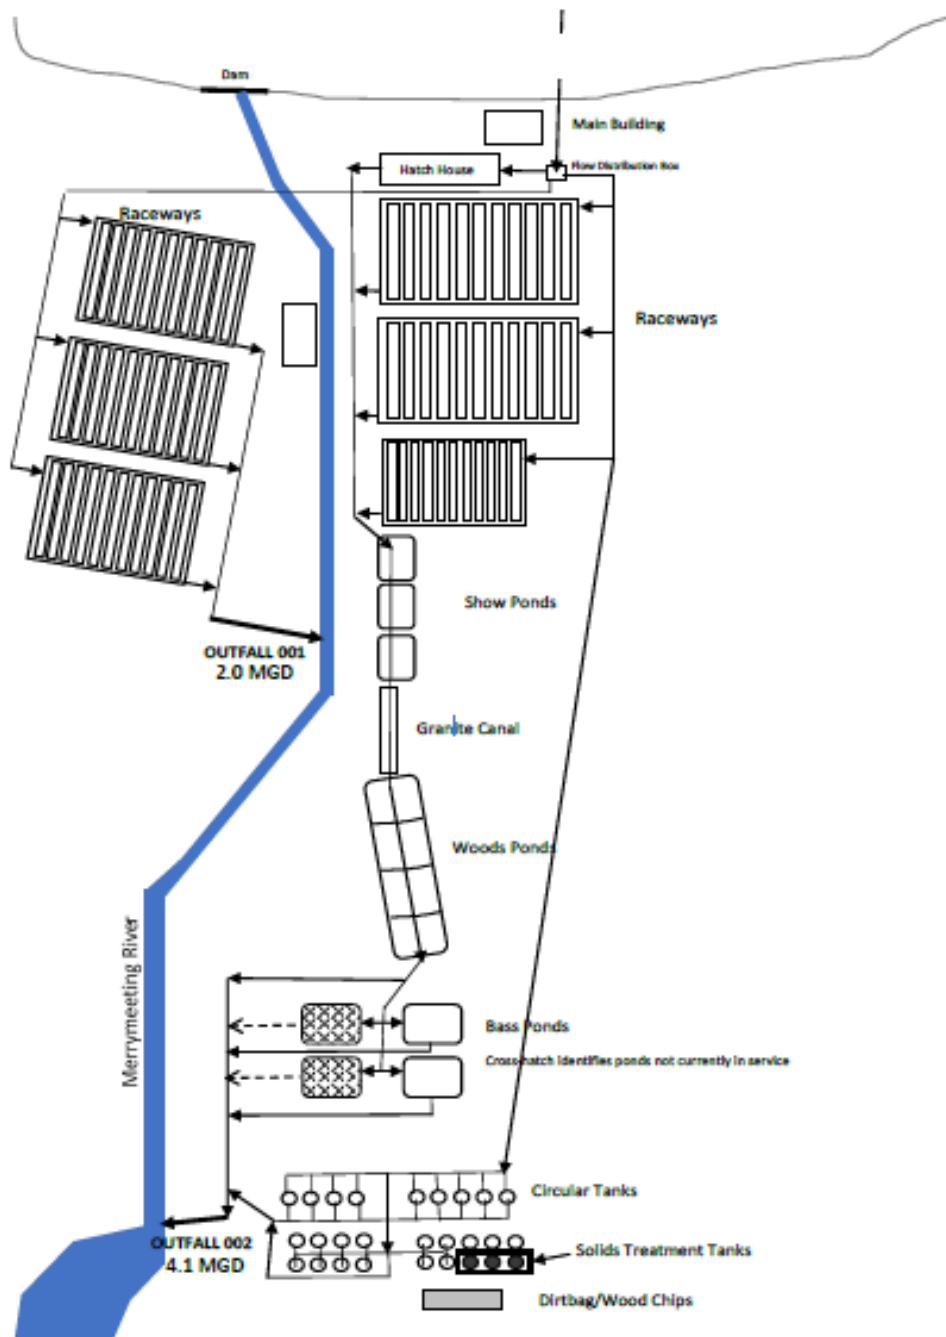 Dam
Main Building
Hatch House
Flow Distribution Box
Raceways
Raceways
Show Ponds
OUTFALL 001
2.0 MGD
Granite Canal
Woods Ponds
Merrymeeting River
Bass Ponds
Cross-hatch identifies ponds not currently in service
Circular Tanks
OUTFALL 002
4.1 MGD
Solids Treatment Tanks
Dirtbag/Wood Chips